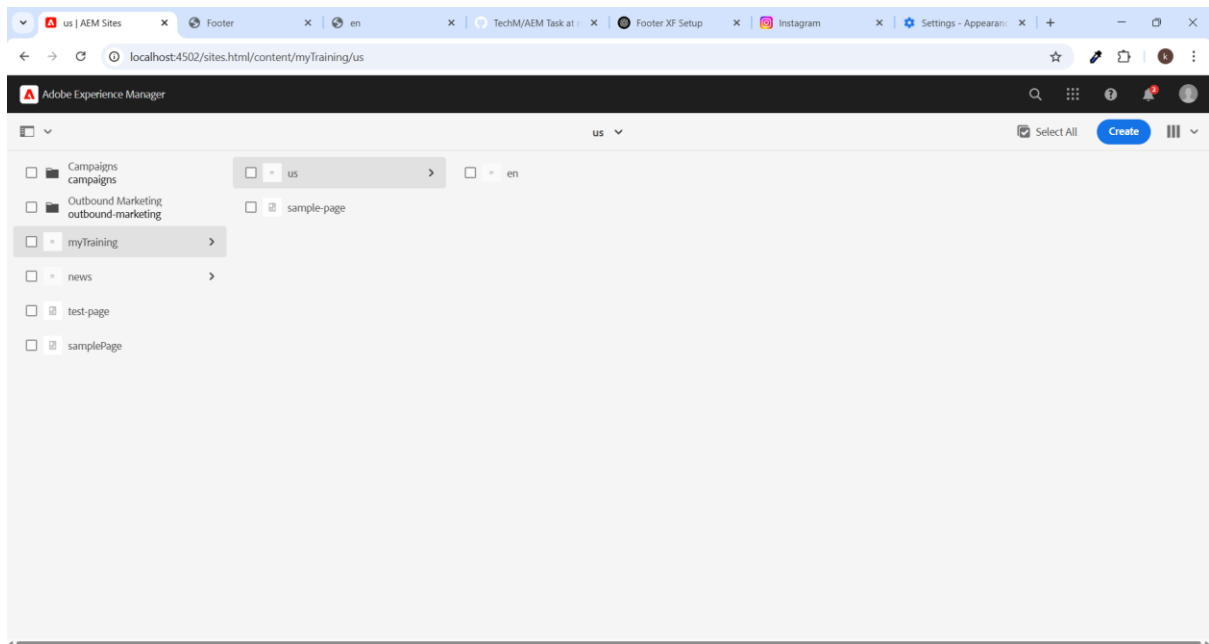 us | AEM Sites
Footer
en
TechM/AEM Task at
Footer XF Setup
Instagram
Settings - Appearanc
localhost:4502/sites.html/content/myTraining/us
k
Adobe Experience Manager
2
us
Select All
Create
Campaigns
campaigns
Outbound Marketing
outbound-marketing
myTraining
news
test-page
samplePage
us
sample-page
en